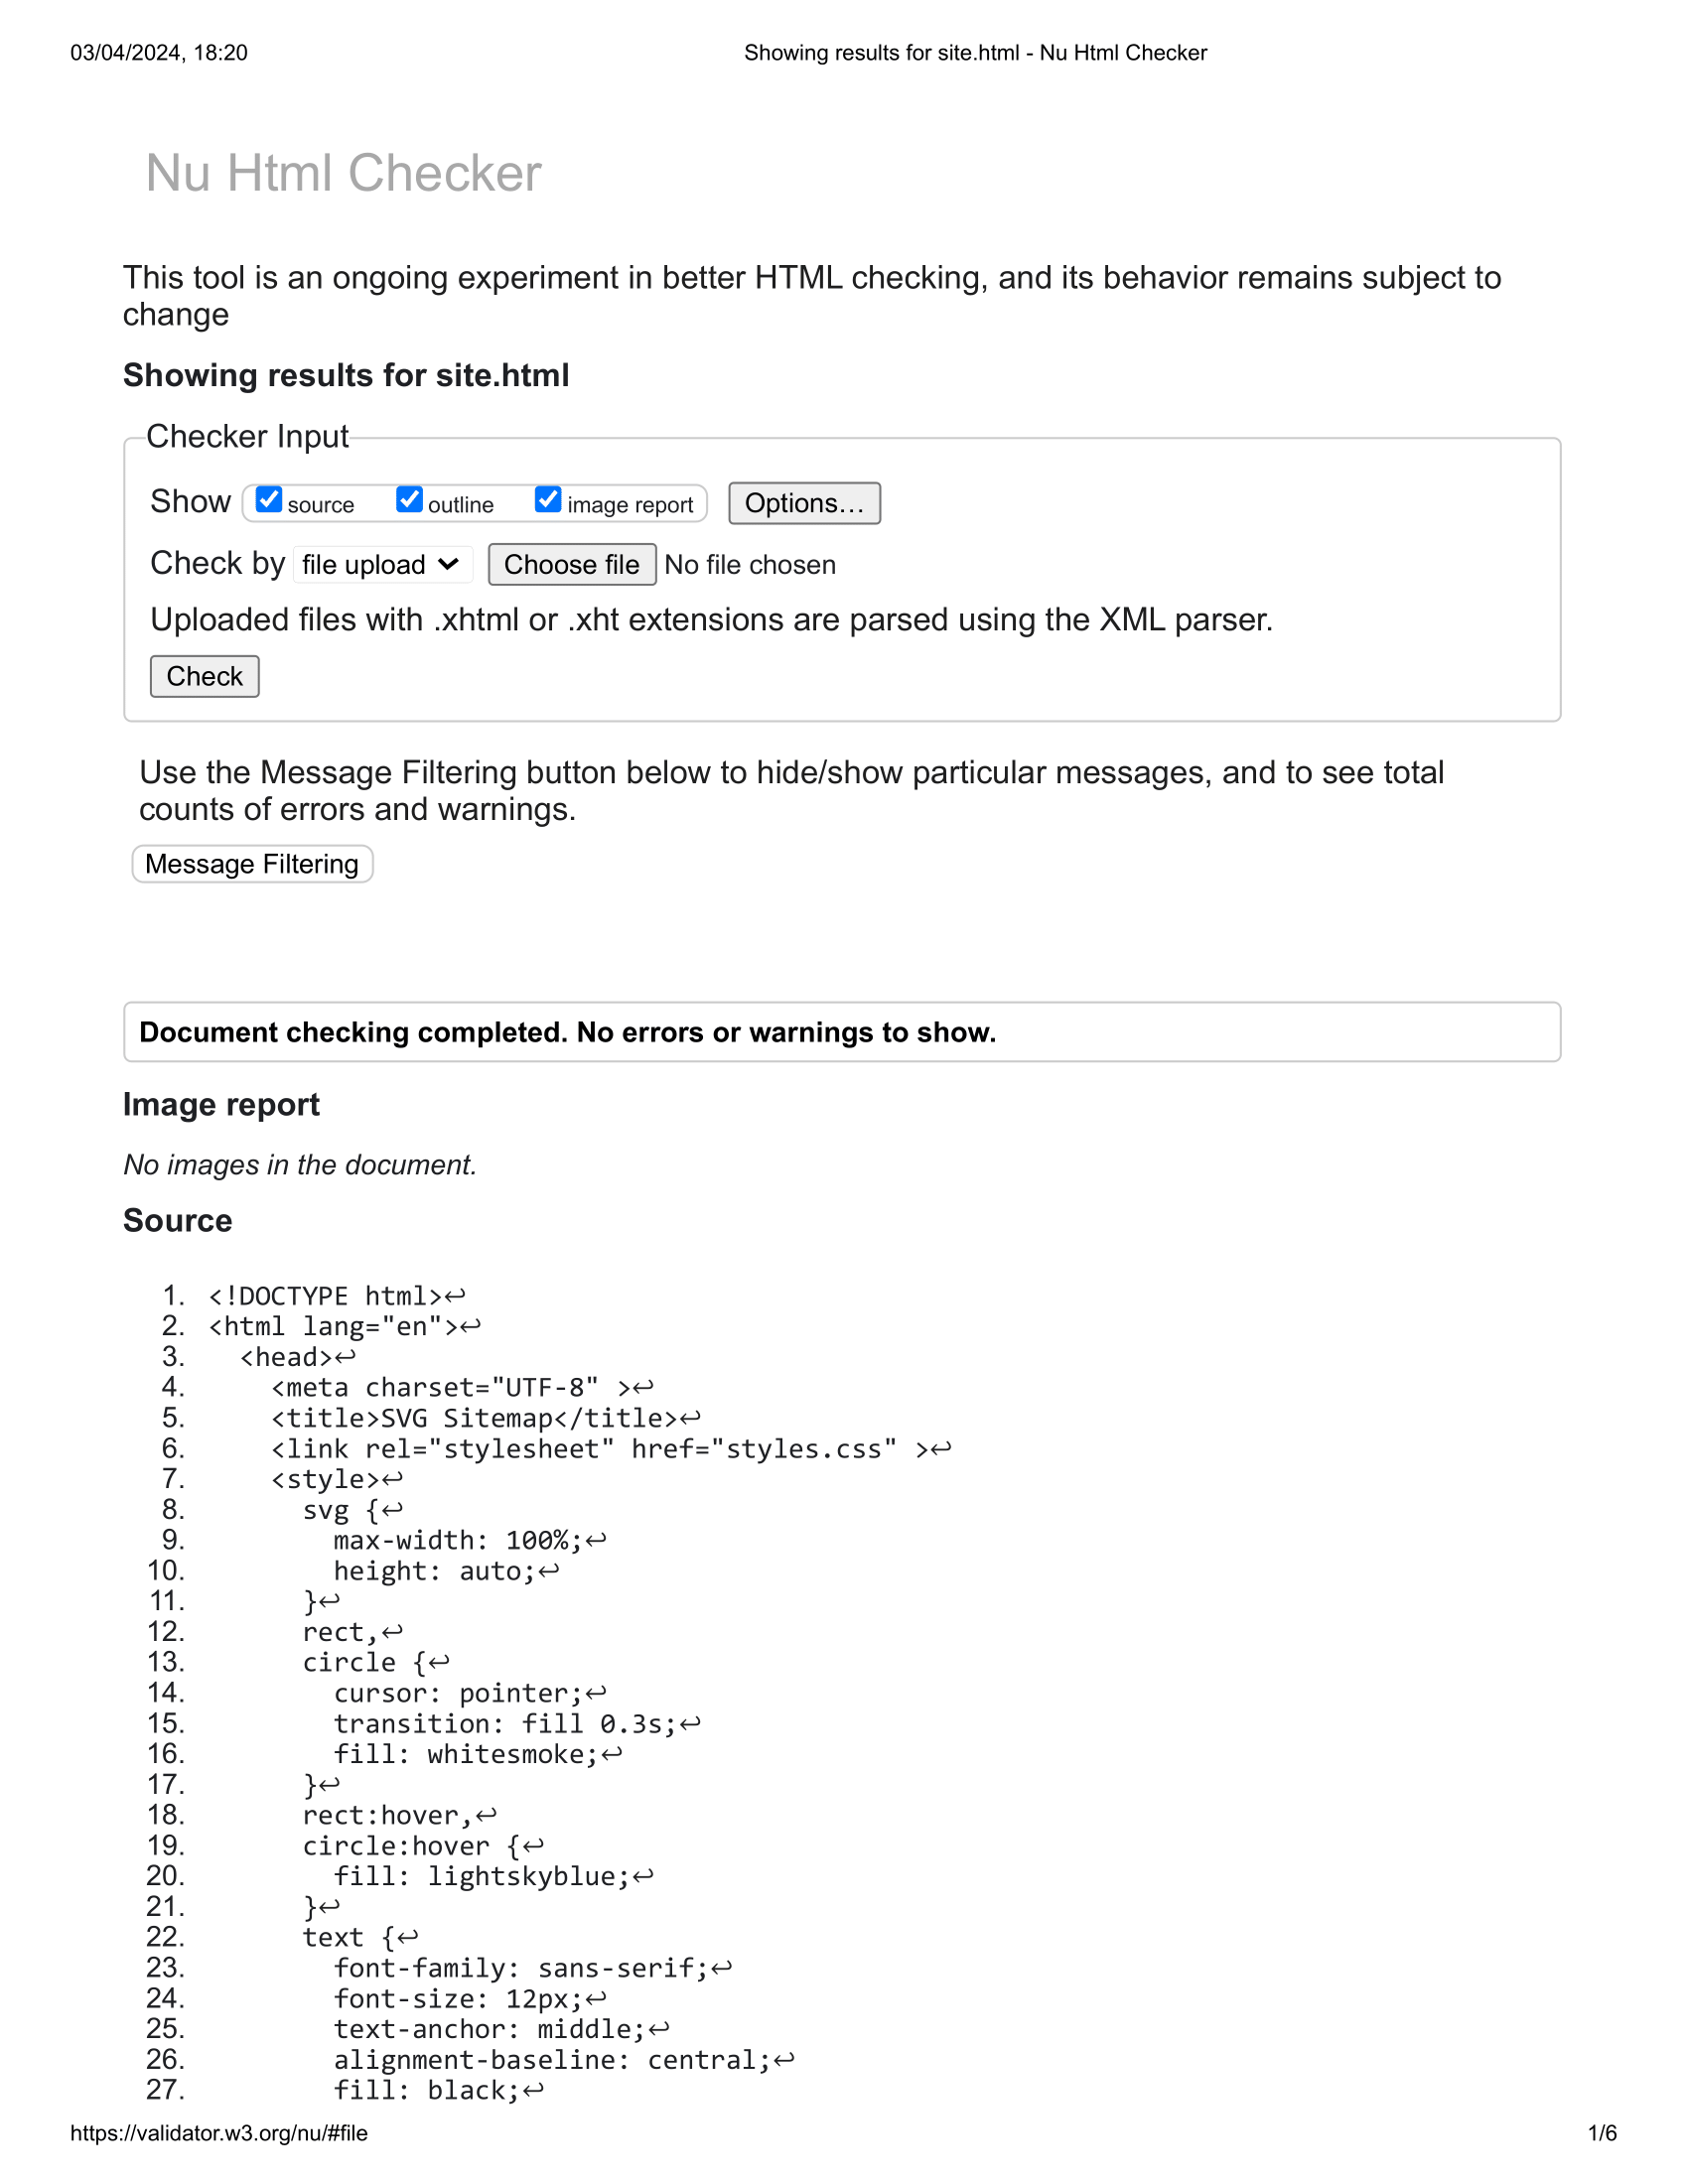 03/04/2024, 18:20 Showing results for site.html - Nu Html Checker
Nu Html Checker
This tool is an ongoing experiment in better HTML checking, and its behavior remains subject to
change
Showing results for site.html
Checker Input
Show source outline image report Options…
Check by file upload Choose file No file chosen
Uploaded files with .xhtml or .xht extensions are parsed using the XML parser.
Check
Use the Message Filtering button below to hide/show particular messages, and to see total
counts of errors and warnings.
Message Filtering
Document checking completed. No errors or warnings to show.
Image report
No images in the document.
Source
1. <!DOCTYPE html>↩
2. <html lang="en">↩
3.   <head>↩
4.     <meta charset="UTF-8" >↩
5.     <title>SVG Sitemap</title>↩
6.     <link rel="stylesheet" href="styles.css" >↩
7.     <style>↩
8.       svg {↩
9.         max-width: 100%;↩
10.         height: auto;↩
11.       }↩
12.       rect,↩
13.       circle {↩
14.         cursor: pointer;↩
15.         transition: fill 0.3s;↩
16.         fill: whitesmoke;↩
17.       }↩
18.       rect:hover,↩
19.       circle:hover {↩
20.         fill: lightskyblue;↩
21.       }↩
22.       text {↩
23.         font-family: sans-serif;↩
24.         font-size: 12px;↩
25.         text-anchor: middle;↩
26.         alignment-baseline: central;↩
27.         fill: black;↩
https://validator.w3.org/nu/#file 1/6